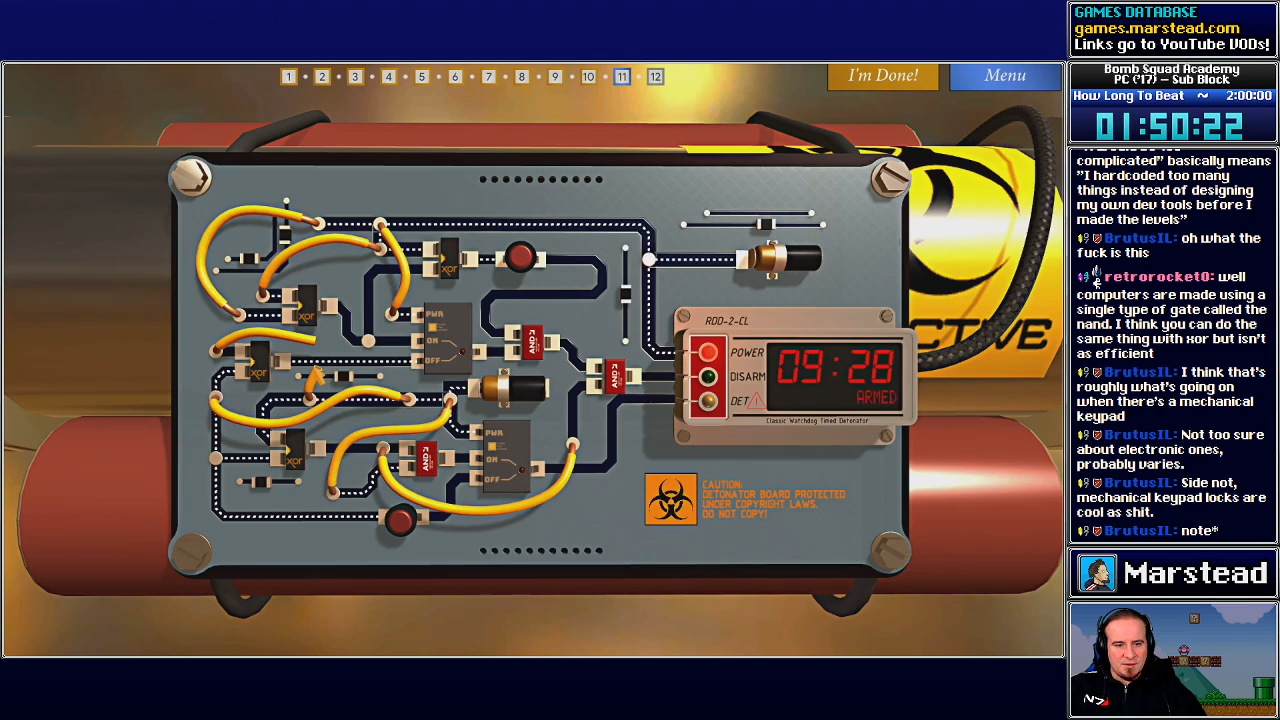 1 2 3 4 5 6 7 8 9 10 11 12
I'm Done!
Menu
XOR
XOR
PWR
ON
OFF
AND
AND
XOR
XOR
AND
PWR
ON
OFF
RDD-2-CL
POWER
DISARM
DET
09:28
ARMED
Classic Watchdog Timed Detonator
CTIVE
CAUTION:
DETONATOR BOARD PROTECTED
UNDER COPYRIGHT LAWS.
DO NOT COPY!
GAMES DATABASE
games.marstead.com
Links go to YouTube VODs!
Bomb Squad Academy
PC ('17) – Sub Block
How Long To Beat ~ 2:00:00
01:50:22
complicated" basically means
"I hardcoded too many
things instead of designing
my own dev tools before I
made the levels"
BrutusIL: oh what the
fuck is this
retrorocket0: well
computers are made using a
single type of gate called the
nand. I think you can do the
same thing with xor but isn't
as efficient
BrutusIL: I think that's
roughly what's going on
when there's a mechanical
keypad
BrutusIL: Not too sure
about electronic ones,
probably varies.
BrutusIL: Side not,
mechanical keypad locks are
cool as shit.
BrutusIL: note*
Marstead
N7